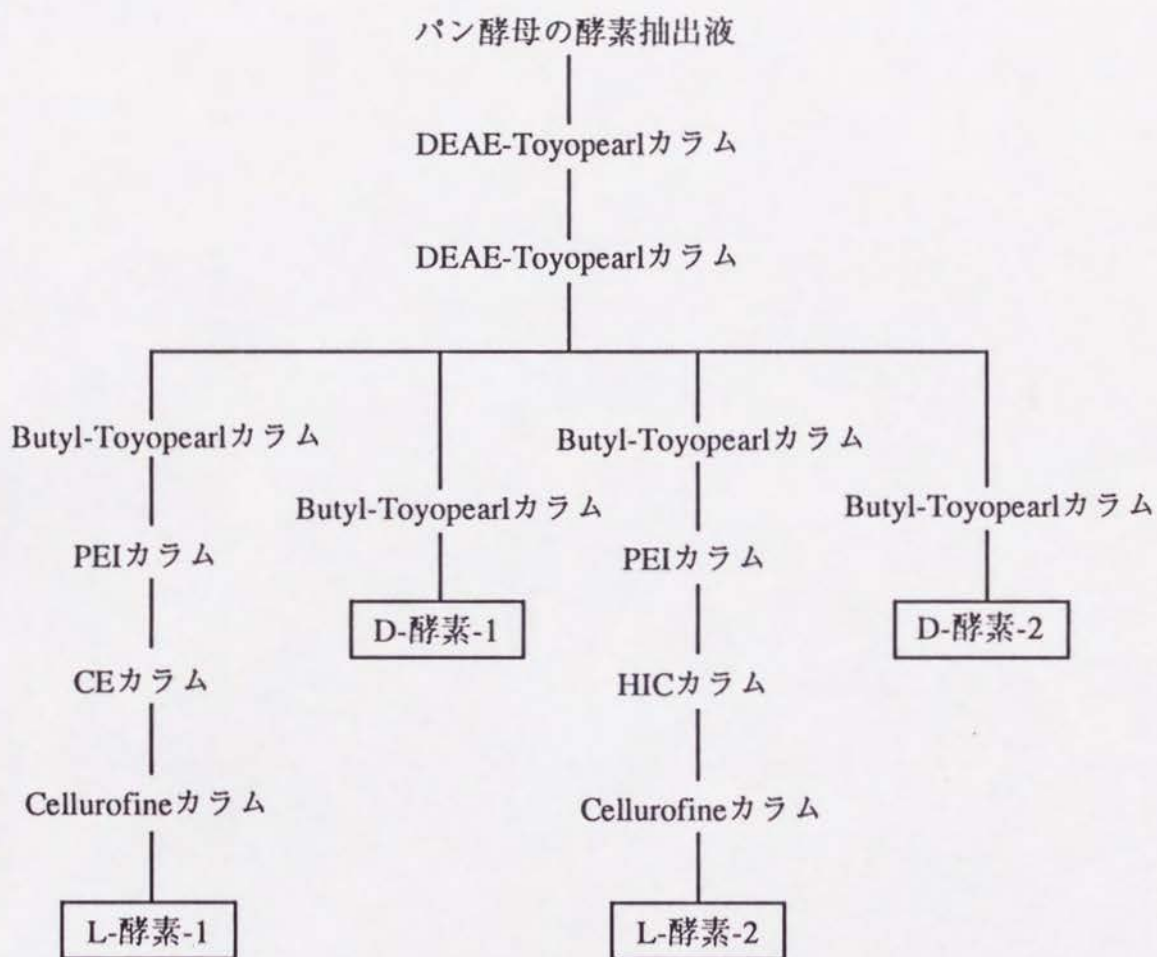 パン酵母の酵素抽出液
DEAE-Toyopearlカラム
DEAE-Toyopearlカラム
Butyl-Toyopearlカラム
PEIカラム
CEカラム
Cellurofineカラム
L-酵素-1
Butyl-Toyopearlカラム
D-酵素-1
Butyl-Toyopearlカラム
PEIカラム
HICカラム
Cellurofineカラム
L-酵素-2
Butyl-Toyopearlカラム
D-酵素-2